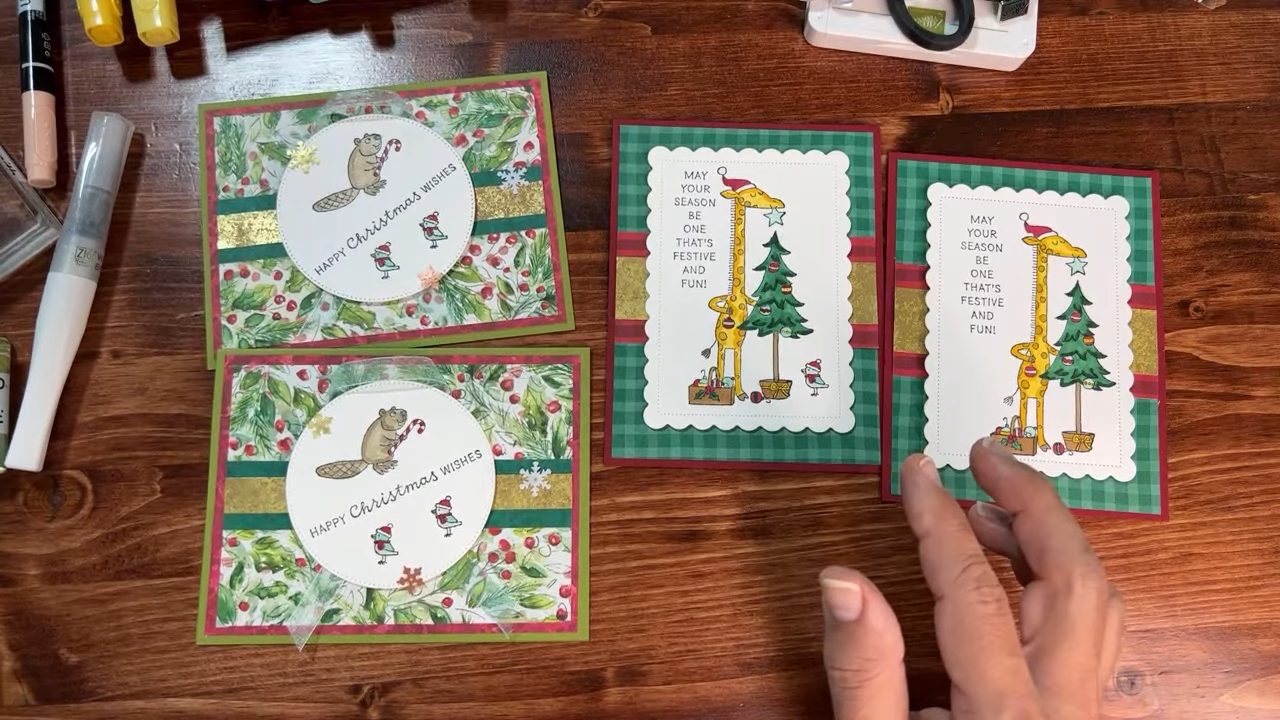 HAPPY Christmas WISHES
HAPPY Christmas WISHES
MAY
YOUR
SEASON
BE
ONE
THAT'S
FESTIVE
AND
FUN!
MAY
YOUR
SEASON
BE
ONE
THAT'S
FESTIVE
AND
FUN!